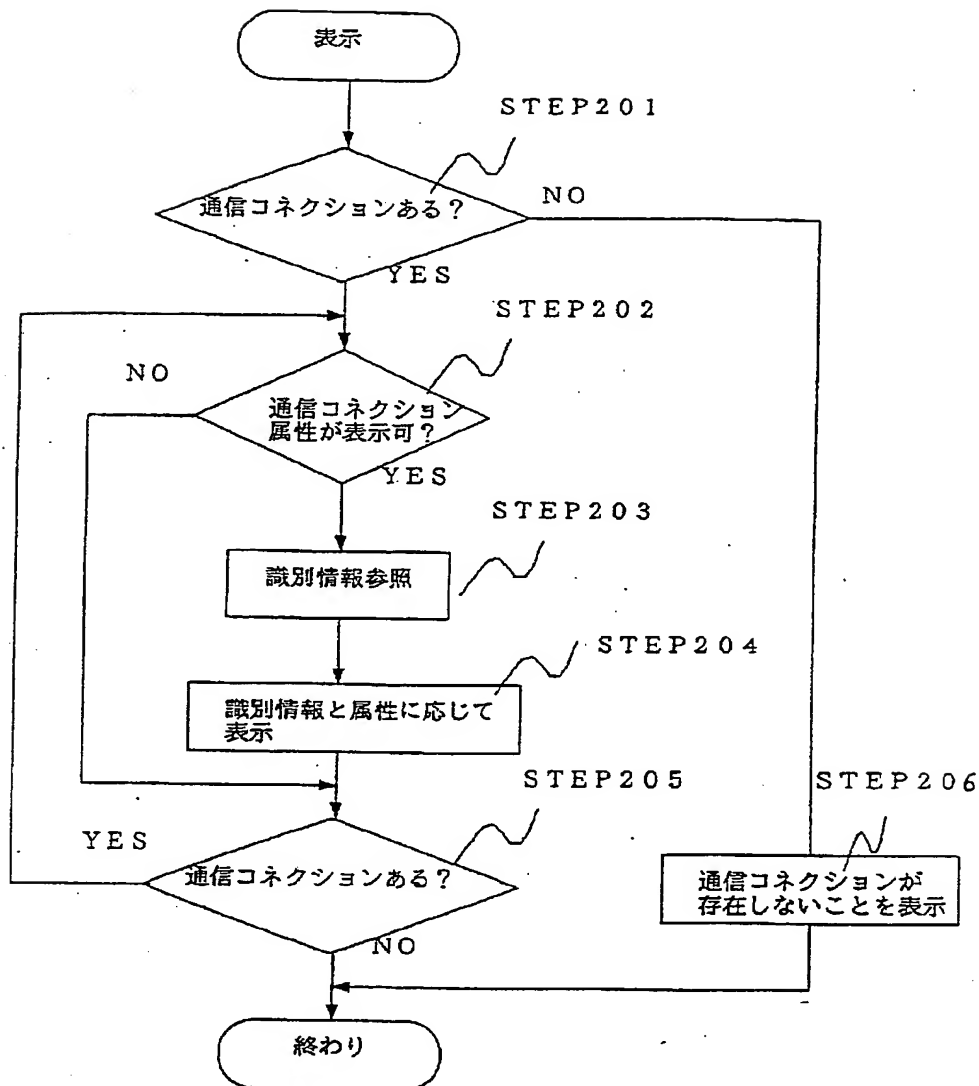 表示
STEP201
通信コネクションある?
NO
YES
STEP202
NO
通信コネクション
属性が表示可?
YES
STEP203
識別情報参照
STEP204
識別情報と属性に応じて
表示
STEP205
STEP206
YES
通信コネクションある?
通信コネクションが
存在しないことを表示
NO
終わり